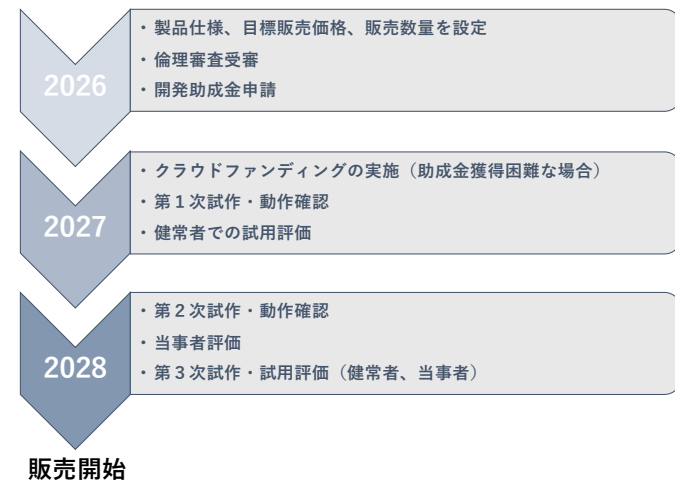 2026
・製品仕様、目標販売価格、販売数量を設定
・倫理審査受審
・開発助成金申請
2027
・クラウドファンディングの実施（助成金獲得困難な場合）
・第１次試作・動作確認
・健常者での試用評価
2028
・第２次試作・動作確認
・当事者評価
・第３次試作・試用評価（健常者、当事者）
販売開始